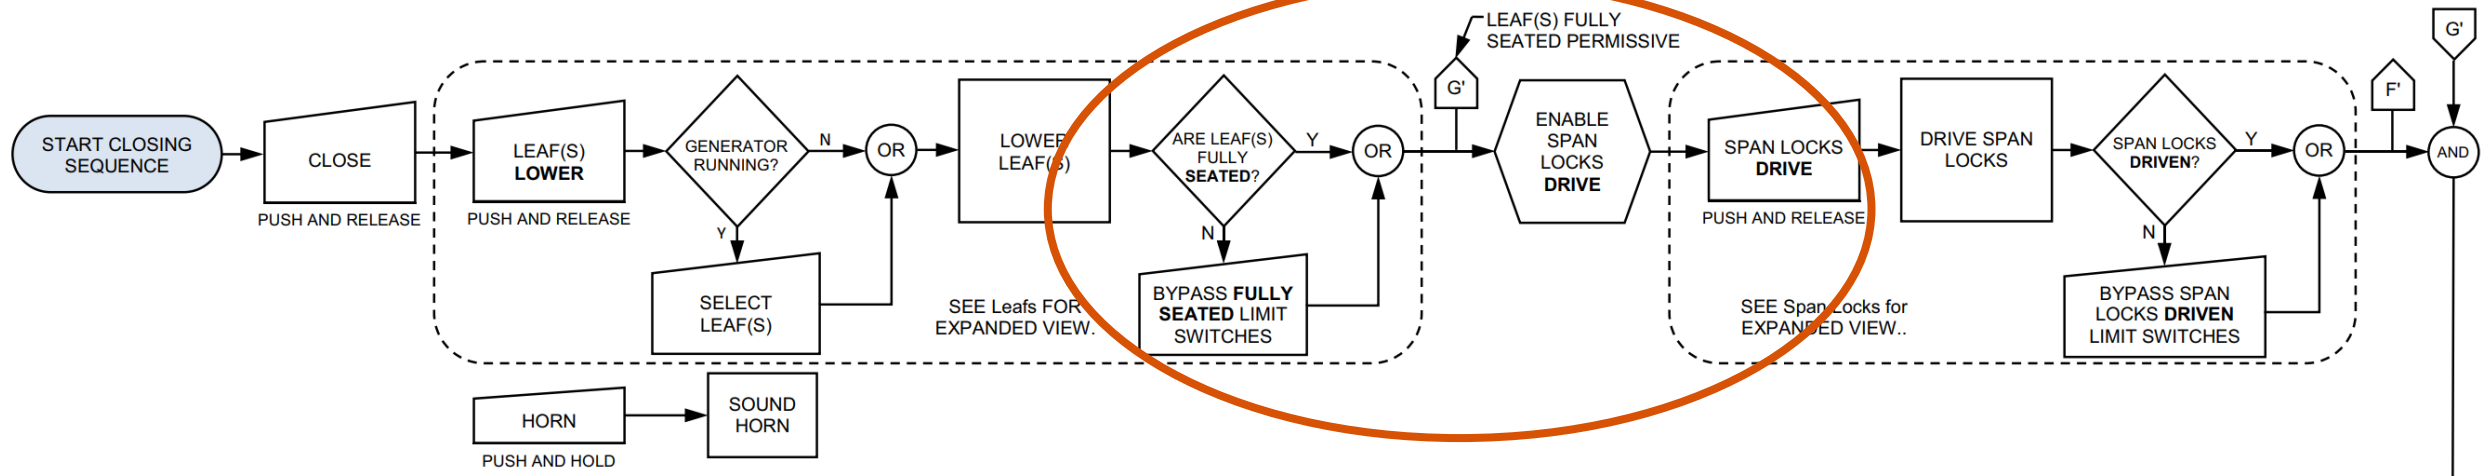 START CLOSING
SEQUENCE
CLOSE
PUSH AND RELEASE
LEAF(S)
LOWER
PUSH AND RELEASE
GENERATOR
RUNNING?
N
Y
SELECT
LEAF(S)
OR
LOWER
LEAF(S)
SEE Leafs FOR
EXPANDED VIEW.
ARE LEAF(S)
FULLY
SEATED?
Y
N
BYPASS FULLY
SEATED LIMIT
SWITCHES
OR
LEAF(S) FULLY
SEATED PERMISSIVE
G'
ENABLE
SPAN
LOCKS
DRIVE
SPAN LOCKS
DRIVE
PUSH AND RELEASE
SEE Span Locks for
EXPANDED VIEW..
DRIVE SPAN
LOCKS
SPAN LOCKS
DRIVEN?
Y
N
BYPASS SPAN
LOCKS DRIVEN
LIMIT SWITCHES
OR
F'
G'
AND
HORN
PUSH AND HOLD
SOUND
HORN